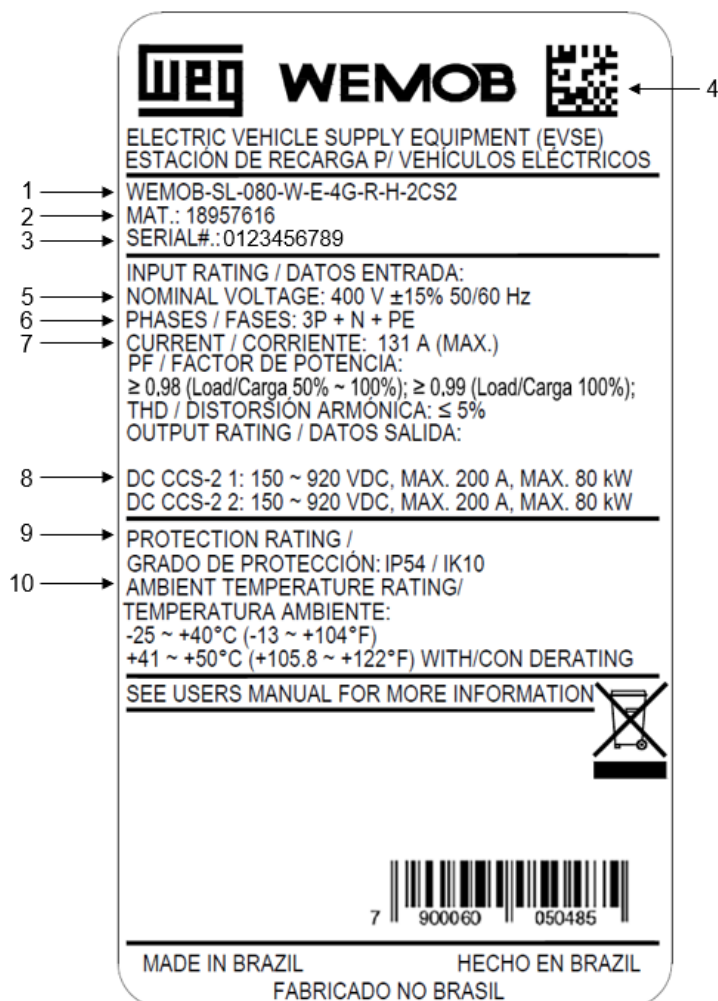 weg WEMOB
4
ELECTRIC VEHICLE SUPPLY EQUIPMENT (EVSE)
ESTACIÓN DE RECARGA P/ VEHÍCULOS ELÉCTRICOS
1 WEMOB-SL-080-W-E-4G-R-H-2CS2
2 MAT.: 18957616
3 SERIAL#.: 0123456789
INPUT RATING / DATOS ENTRADA:
5 NOMINAL VOLTAGE: 400 V ±15% 50/60 Hz
6 PHASES / FASES: 3P + N + PE
7 CURRENT / CORRIENTE: 131 A (MAX.)
PF / FACTOR DE POTENCIA:
≥ 0,98 (Load/Carga 50% ~ 100%); ≥ 0,99 (Load/Carga 100%);
THD / DISTORSIÓN ARMÓNICA: ≤ 5%
OUTPUT RATING / DATOS SALIDA:
8 DC CCS-2 1: 150 ~ 920 VDC, MAX. 200 A, MAX. 80 kW
DC CCS-2 2: 150 ~ 920 VDC, MAX. 200 A, MAX. 80 kW
9 PROTECTION RATING /
GRADO DE PROTECCIÓN: IP54 / IK10
10 AMBIENT TEMPERATURE RATING/
TEMPERATURA AMBIENTE:
-25 ~ +40°C (-13 ~ +104°F)
+41 ~ +50°C (+105.8 ~ +122°F) WITH/CON DERATING
SEE USERS MANUAL FOR MORE INFORMATION
7 900060 050485
MADE IN BRAZIL HECHO EN BRAZIL
FABRICADO NO BRASIL